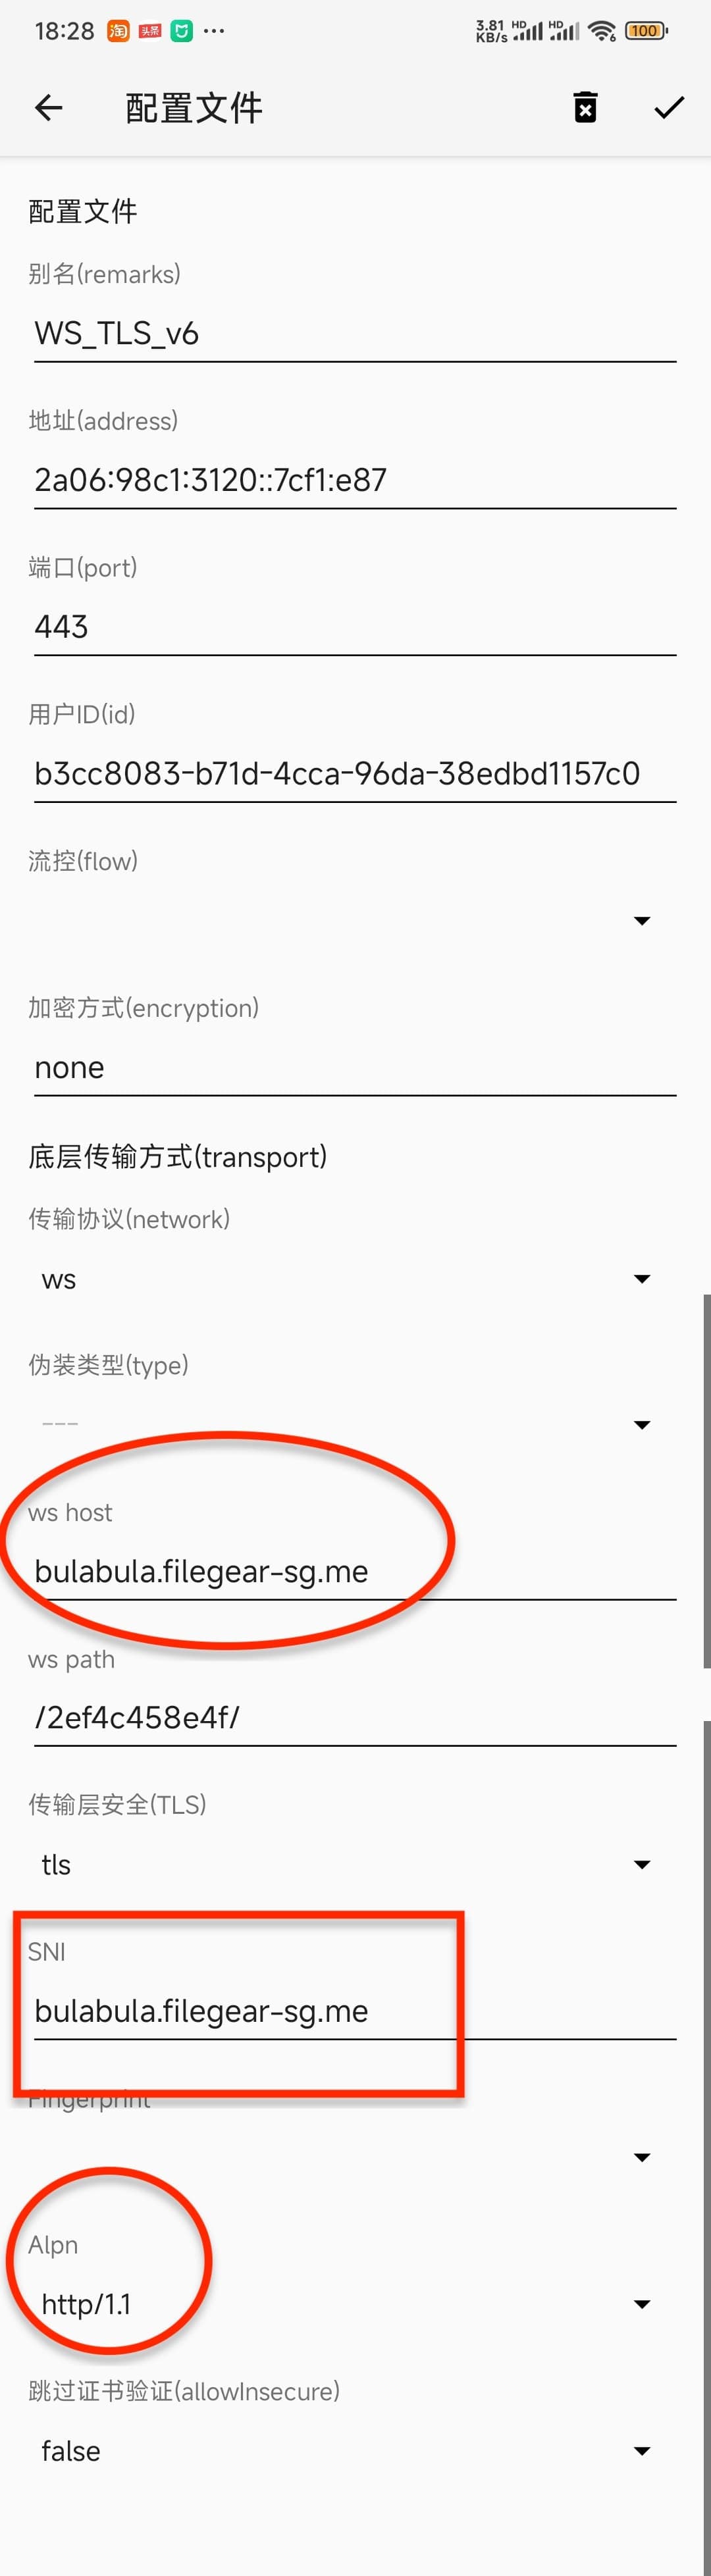 18:28 淘 头条 ... 3.81 KB/s HD HD 6 100
配置文件
配置文件
别名(remarks)
WS_TLS_v6
地址(address)
2a06:98c1:3120::7cf1:e87
端口(port)
443
用户ID(id)
b3cc8083-b71d-4cca-96da-38edbd1157c0
流控(flow)
加密方式(encryption)
none
底层传输方式(transport)
传输协议(network)
ws
伪装类型(type)
---
ws host
bulabula.filegear-sg.me
ws path
/2ef4c458e4f/
传输层安全(TLS)
tls
SNI
bulabula.filegear-sg.me
Fingerprint
Alpn
http/1.1
跳过证书验证(allowInsecure)
false